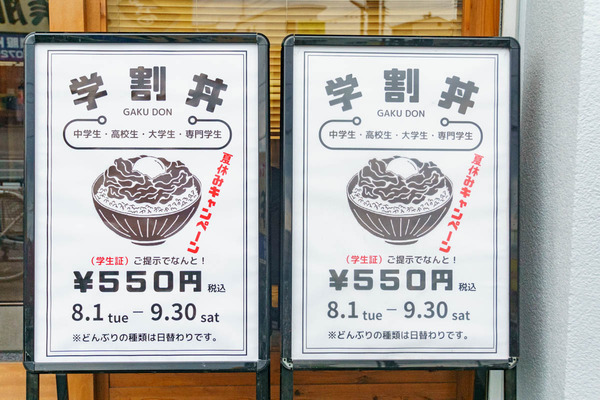 学割丼
GAKU DON
中学生・高校生・大学生・専門学生
夏休みキャンペーン
（学生証）ご提示でなんと！
¥550円 税込
8.1 tue − 9.30 sat
※どんぶりの種類は日替わりです。
学割丼
GAKU DON
中学生・高校生・大学生・専門学生
夏休みキャンペーン
（学生証）ご提示でなんと！
¥550円 税込
8.1 tue − 9.30 sat
※どんぶりの種類は日替わりです。